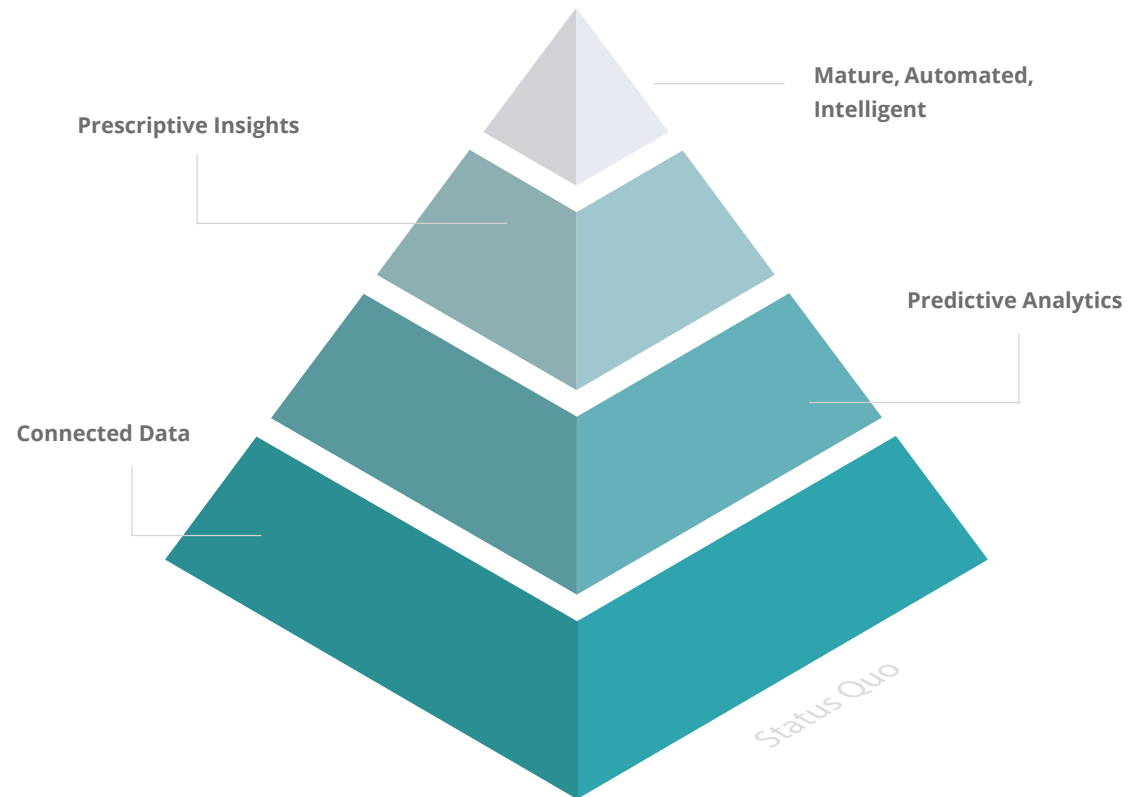 Mature, Automated,
Intelligent
Prescriptive Insights
Predictive Analytics
Connected Data
Status Quo